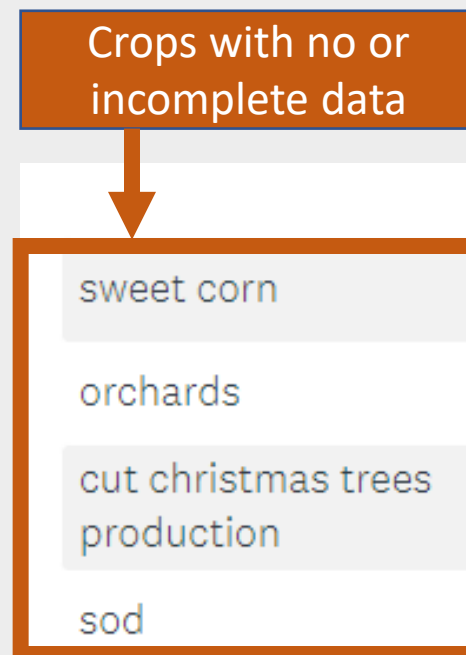 Crops with no or
incomplete data
sweet corn
orchards
cut christmas trees
production
sod